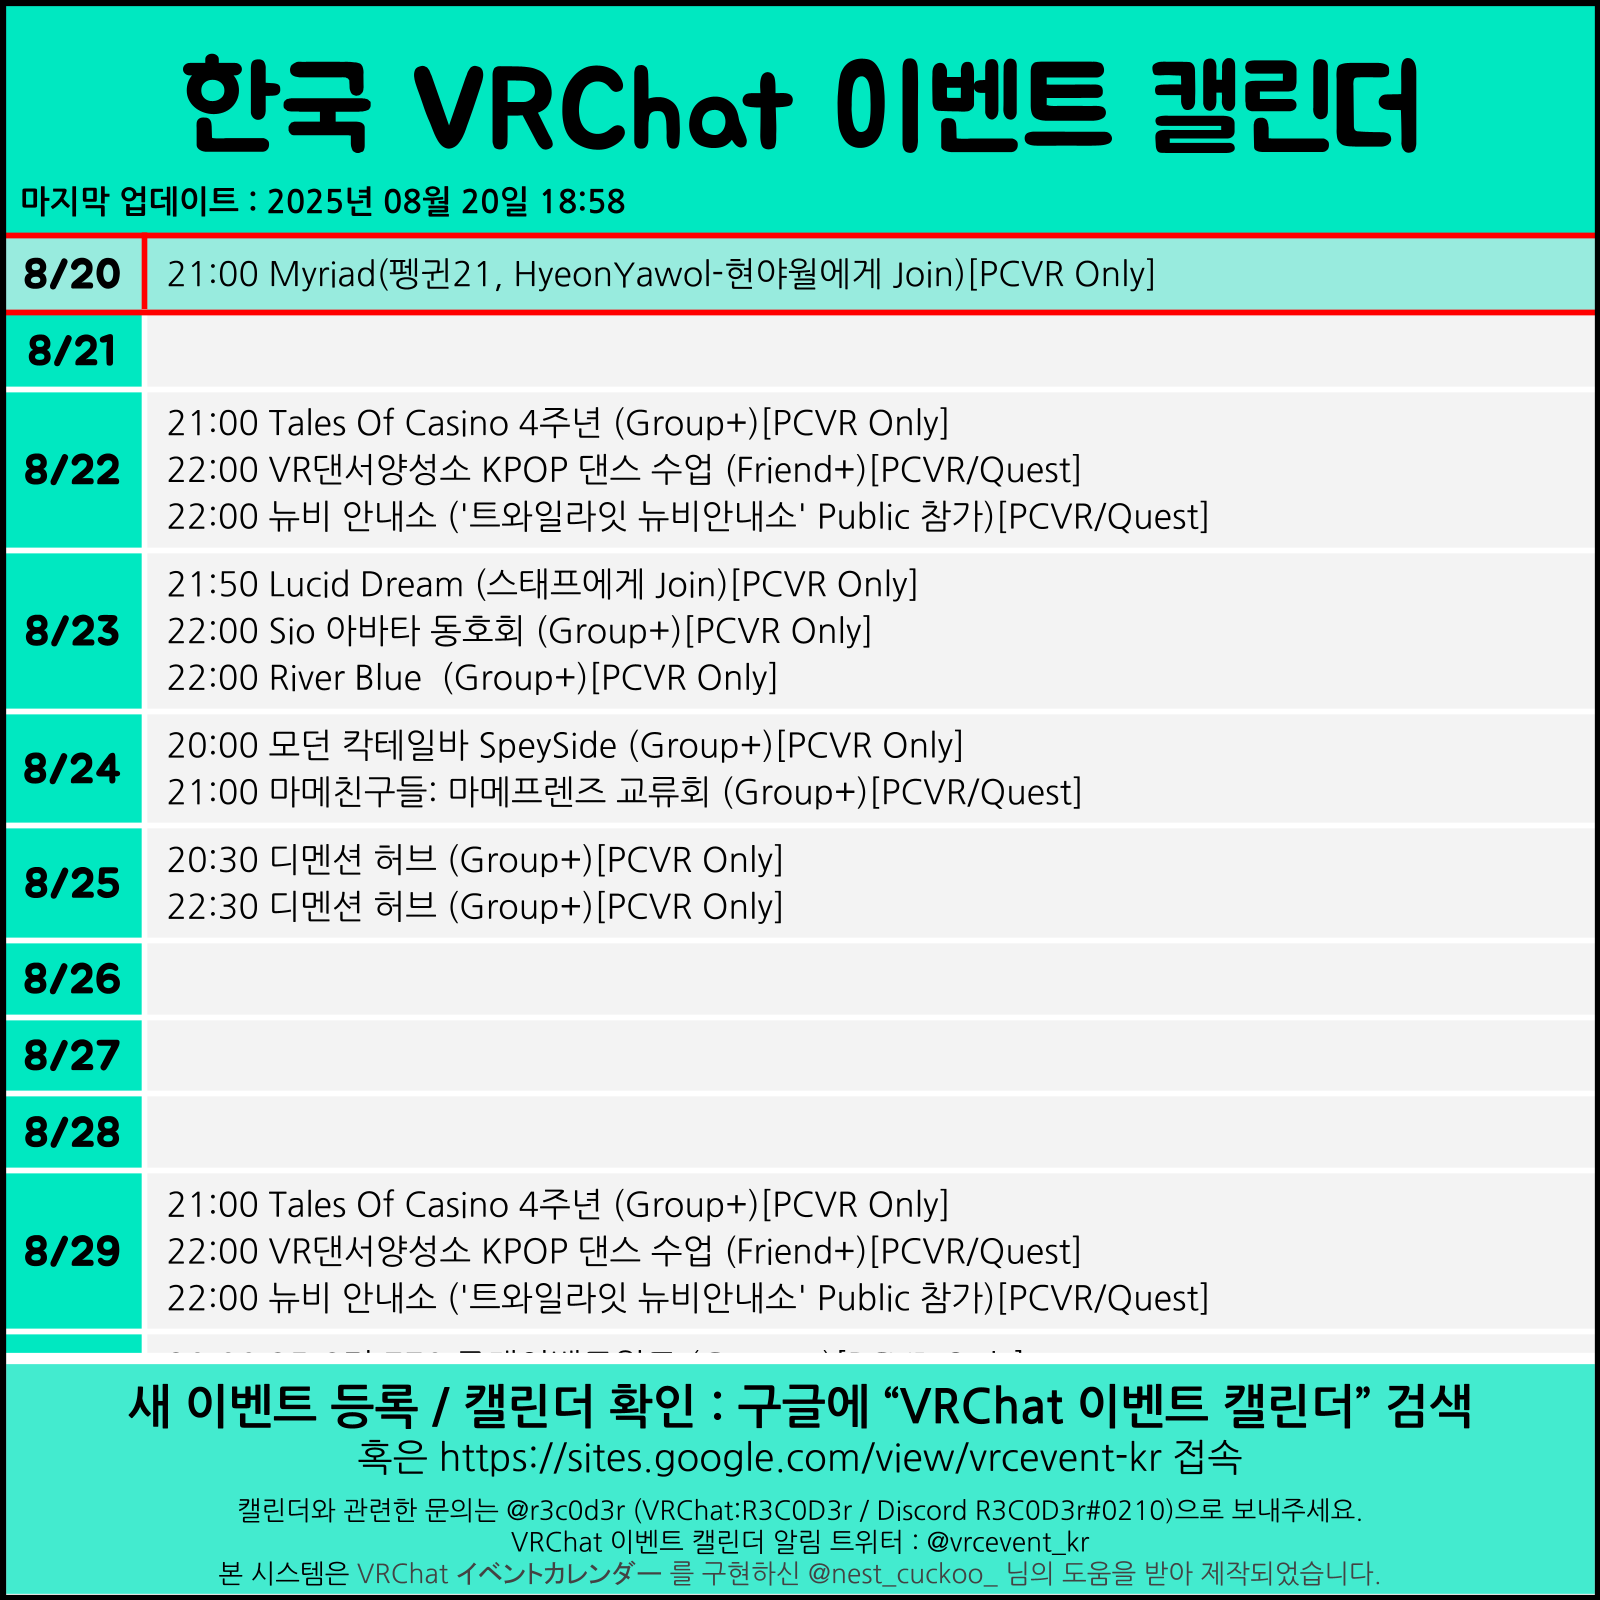 한국 VRChat 이벤트 캘린더
마지막 업데이트 : 2025년 08월 20일 18:58
8/20
21:00 Myriad(펭귄21, HyeonYawol-현야월에게 Join)[PCVR Only]
8/21
8/22
21:00 Tales Of Casino 4주년 (Group+)[PCVR Only]
22:00 VR댄서양성소 KPOP 댄스 수업 (Friend+)[PCVR/Quest]
22:00 뉴비 안내소 ('트와일라잇 뉴비안내소' Public 참가)[PCVR/Quest]
8/23
21:50 Lucid Dream (스태프에게 Join)[PCVR Only]
22:00 Sio 아바타 동호회 (Group+)[PCVR Only]
22:00 River Blue  (Group+)[PCVR Only]
8/24
20:00 모던 칵테일바 SpeySide (Group+)[PCVR Only]
21:00 마메친구들: 마메프렌즈 교류회 (Group+)[PCVR/Quest]
8/25
20:30 디멘션 허브 (Group+)[PCVR Only]
22:30 디멘션 허브 (Group+)[PCVR Only]
8/26
8/27
8/28
8/29
21:00 Tales Of Casino 4주년 (Group+)[PCVR Only]
22:00 VR댄서양성소 KPOP 댄스 수업 (Friend+)[PCVR/Quest]
22:00 뉴비 안내소 ('트와일라잇 뉴비안내소' Public 참가)[PCVR/Quest]
새 이벤트 등록 / 캘린더 확인 : 구글에 “VRChat 이벤트 캘린더” 검색
혹은 https://sites.google.com/view/vrcevent-kr 접속
캘린더와 관련한 문의는 @r3c0d3r (VRChat:R3C0D3r / Discord R3C0D3r#0210)으로 보내주세요.
VRChat 이벤트 캘린더 알림 트위터 : @vrcevent_kr
본 시스템은 VRChat イベントカレンダー 를 구현하신 @nest_cuckoo_ 님의 도움을 받아 제작되었습니다.